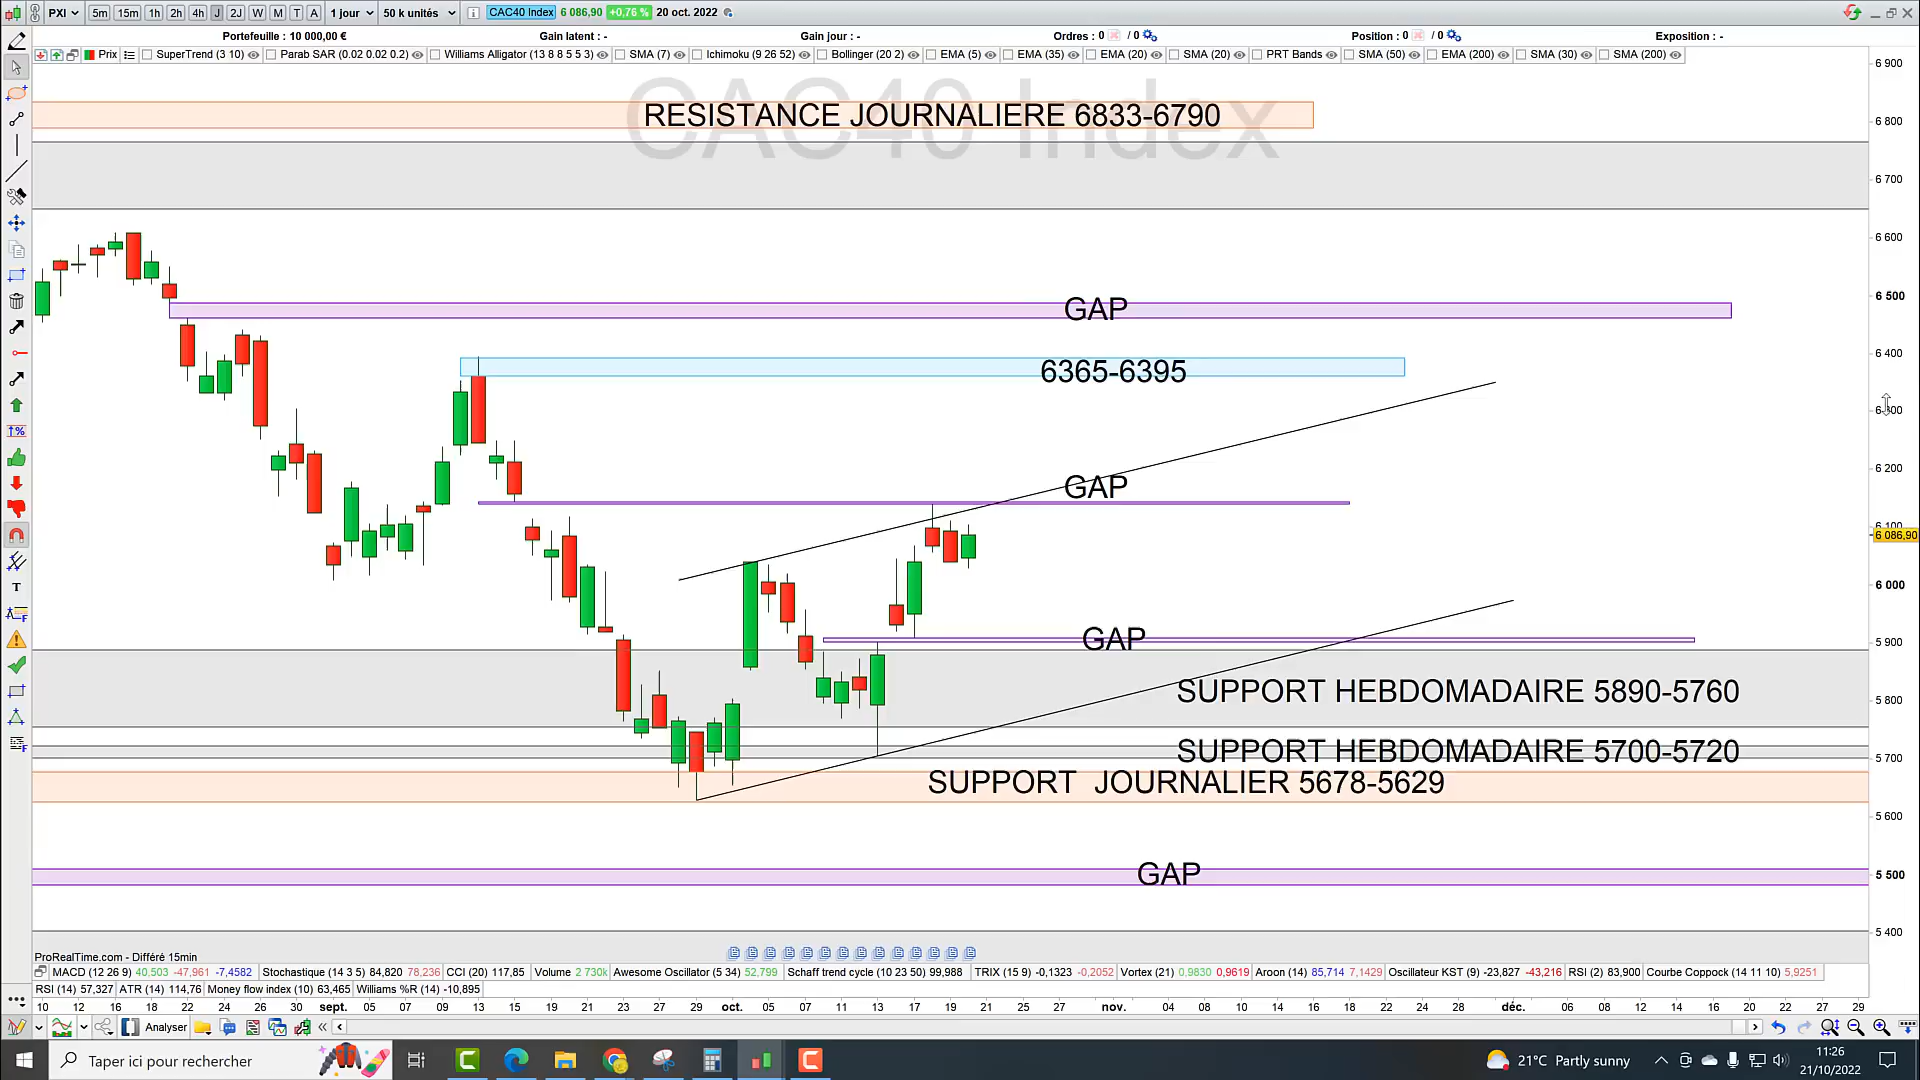 PXI
5m 15m 1h 2h 4h J 2J W M T A
1 jour
50 k unités
CAC40 Index 6 086,90 +0,76 % 20 oct. 2022
Portefeuille : 10 000,00 €
Gain latent : -
Gain jour : -
Ordres : 0 / 0
Position : 0 / 0
Exposition : -
Prix
SuperTrend (3 10)
Parab SAR (0.02 0.02 0.2)
Williams Alligator (13 8 8 5 5 3)
SMA (7)
Ichimoku (9 26 52)
Bollinger (20 2)
EMA (5)
EMA (35)
EMA (20)
SMA (20)
PRT Bands
SMA (50)
EMA (200)
SMA (30)
SMA (200)
CAC40 Index
6 900
RESISTANCE JOURNALIERE 6833-6790
6 800
6 700
6 600
GAP
6 500
6 400
6365-6395
6 200
GAP
6 100
6 086,90
6 000
GAP
5 900
SUPPORT HEBDOMADAIRE 5890-5760
5 800
SUPPORT HEBDOMADAIRE 5700-5720
5 700
SUPPORT JOURNALIER 5678-5629
5 600
GAP
5 500
5 400
ProRealTime.com - Différé 15min
MACD (12 26 9) 40,503 -47,961 -7,4582
Stochastique (14 3 5) 84,820 78,236
CCI (20) 117,85
Volume 2 730k
Awesome Oscillator (5 34) 52,799
Schaff trend cycle (10 23 50) 99,988
TRIX (15 9) -0,1323 -0,2052
Vortex (21) 0,9830 0,9619
Aroon (14) 85,714 7,1429
Oscillateur KST (9) -23,827 -43,216
RSI (2) 83,900
Courbe Coppock (14 11 10) 5,9251
RSI (14) 57,327
ATR (14) 114,76
Money flow index (10) 63,465
Williams %R (14) -10,895
10 12 16 18 22 24 26 30 sept. 05 07 09 13 15 19 21 23 27 29 oct. 05 07 11 13 17 19 21 25 27 31 nov. 04 08 10 14 16 18 22 24 28 déc. 06 08 12 14 16 20 22 27 29
Analyser
Taper ici pour rechercher
21°C Partly sunny
11:26
21/10/2022